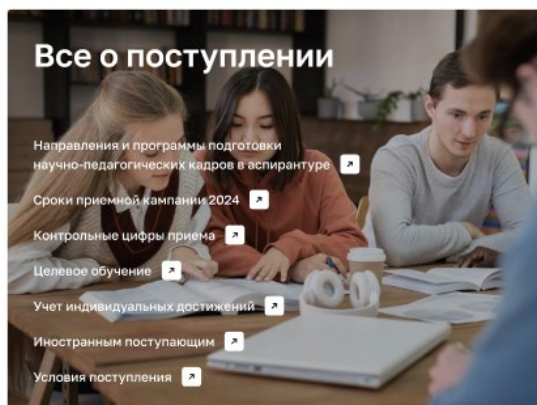 Все о поступлении
Направления и программы подготовки
научно-педагогических кадров в аспирантуре
Сроки приемной кампании 2024
Контрольные цифры приема
Целевое обучение
Учет индивидуальных достижений
Иностранным поступающим
Условия поступления